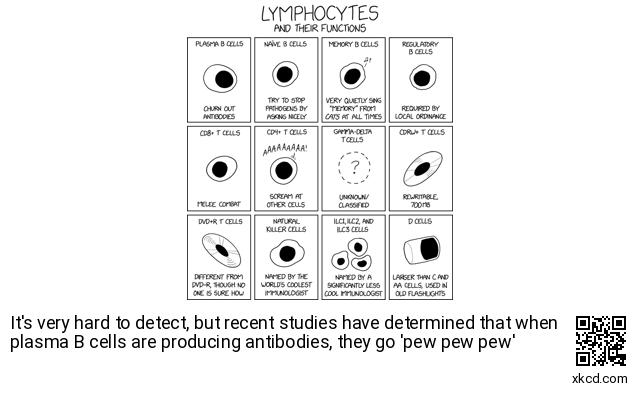 LYMPHOCYTES
AND THEIR FUNCTIONS
PLASMA B CELLS
CHURN OUT
ANTIBODIES
NAÏVE B CELLS
TRY TO STOP
PATHOGENS BY
ASKING NICELY
MEMORY B CELLS
VERY QUIETLY SING
"MEMORY" FROM
CATS AT ALL TIMES
REGULATORY
B CELLS
REQUIRED BY
LOCAL ORDINANCE
CD8+ T CELLS
MELEE COMBAT
CD4+ T CELLS
AAAAAAAA!
SCREAM AT
OTHER CELLS
GAMMA-DELTA
T CELLS
?
UNKNOWN/
CLASSIFIED
CDRW+ T CELLS
REWRITABLE,
700MB
DVD+R T CELLS
DIFFERENT FROM
DVD-R, THOUGH NO
ONE IS SURE HOW
NATURAL
KILLER CELLS
NAMED BY THE
WORLD'S COOLEST
IMMUNOLOGIST
ILC1, ILC2, AND
ILC3 CELLS
NAMED BY A
SIGNIFICANTLY LESS
COOL IMMUNOLOGIST
D CELLS
LARGER THAN C AND
AA CELLS, USED IN
OLD FLASHLIGHTS
It's very hard to detect, but recent studies have determined that when
plasma B cells are producing antibodies, they go 'pew pew pew'
xkcd.com